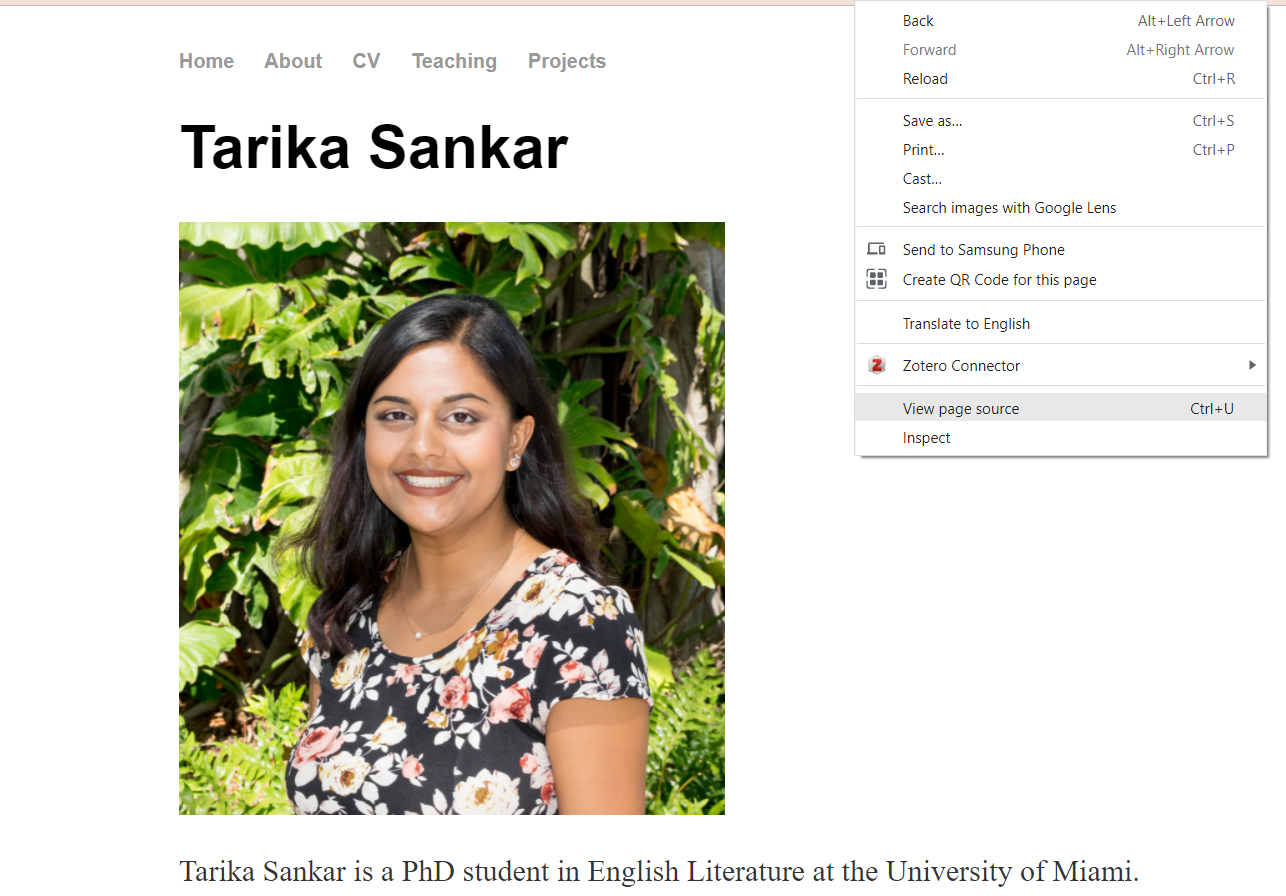 Home About CV Teaching Projects
Tarika Sankar
Tarika Sankar is a PhD student in English Literature at the University of Miami.
Back Alt+Left Arrow
Forward Alt+Right Arrow
Reload Ctrl+R
Save as... Ctrl+S
Print... Ctrl+P
Cast...
Search images with Google Lens
Send to Samsung Phone
Create QR Code for this page
Translate to English
Z Zotero Connector
View page source Ctrl+U
Inspect